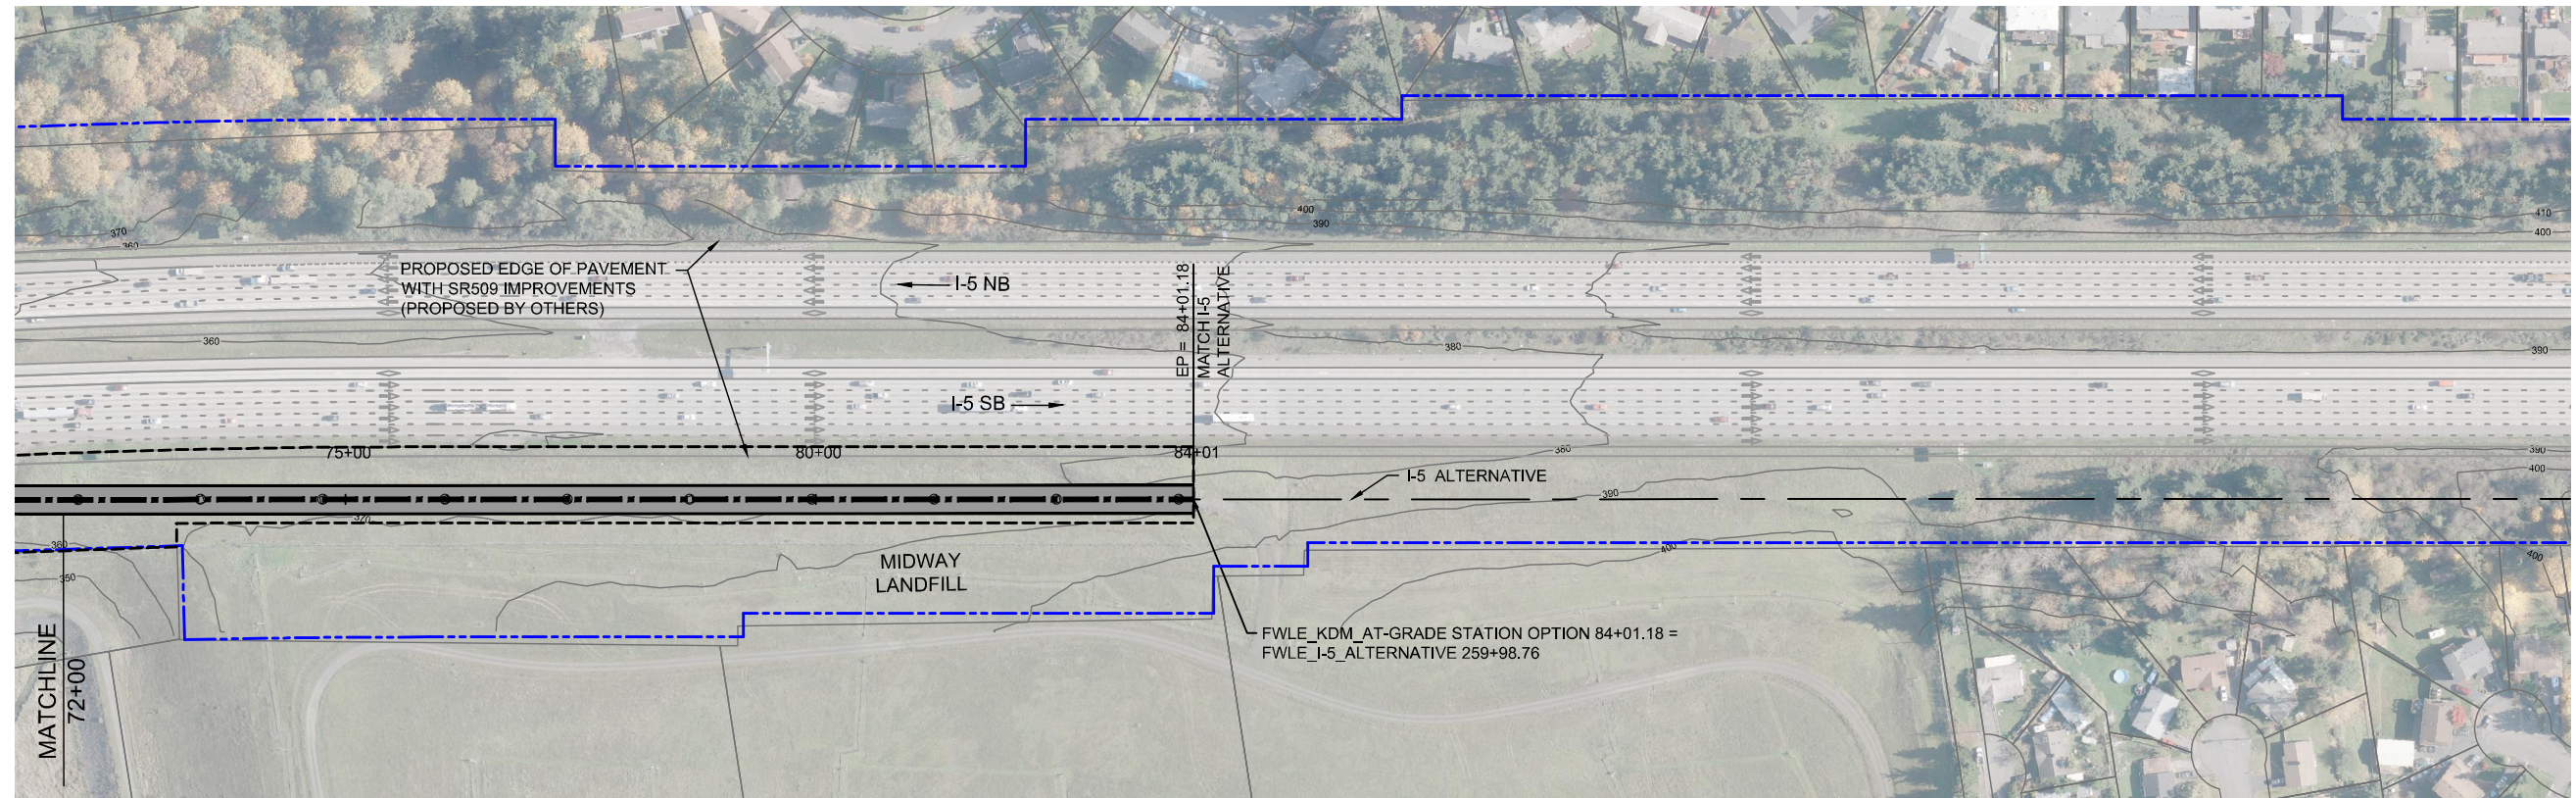 400
390
410
400
370
360
PROPOSED EDGE OF PAVEMENT
WITH SR509 IMPROVEMENTS
(PROPOSED BY OTHERS)
I-5 NB
EP = 84+01.18
MATCH I-5
ALTERNATIVE
360
380
390
I-5 SB
75+00
80+00
84+01
380
390
400
I-5 ALTERNATIVE
390
370
360
350
MIDWAY
LANDFILL
400
400
FWLE_KDM_AT-GRADE STATION OPTION 84+01.18 =
FWLE_I-5_ALTERNATIVE 259+98.76
MATCHLINE
72+00